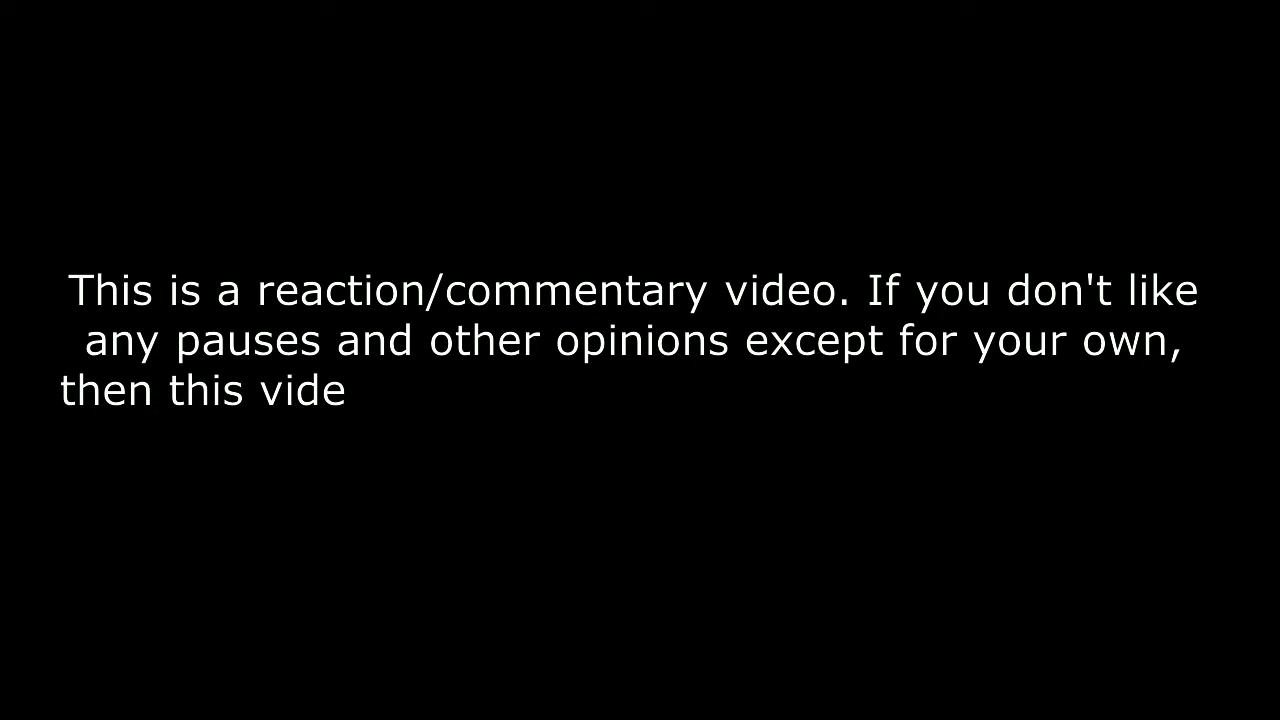 This is a reaction/commentary video. If you don't like
any pauses and other opinions except for your own,
then this vide